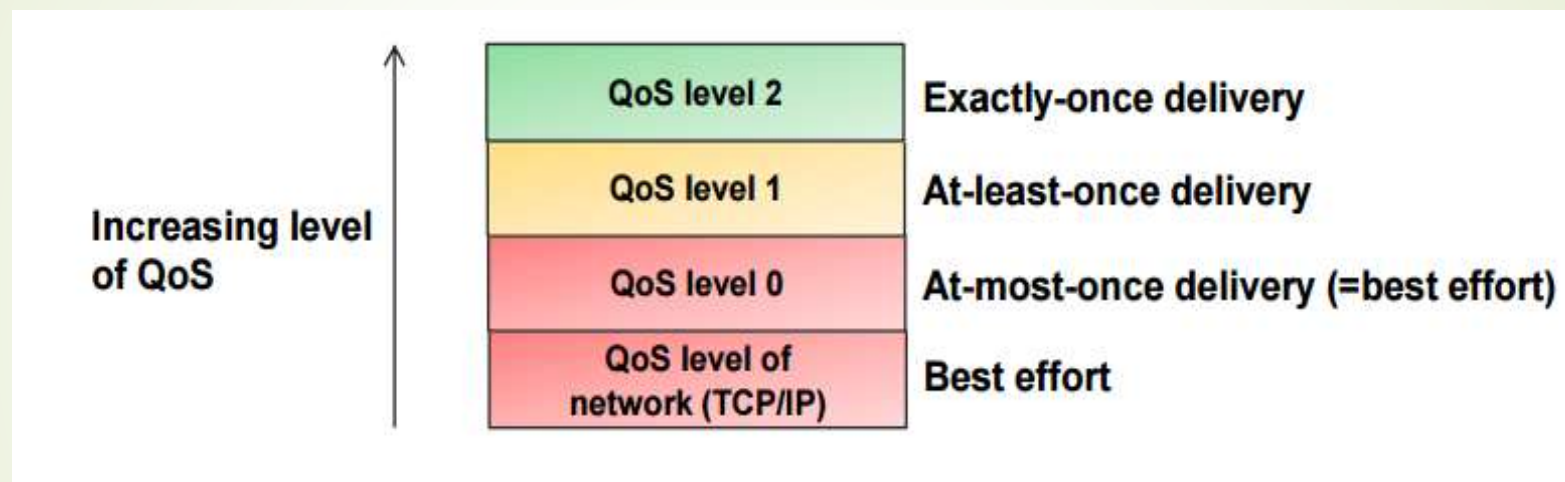 QoS level 2
Exactly-once delivery
QoS level 1
At-least-once delivery
Increasing level
of QoS
QoS level 0
At-most-once delivery (=best effort)
QoS level of
network (TCP/IP)
Best effort